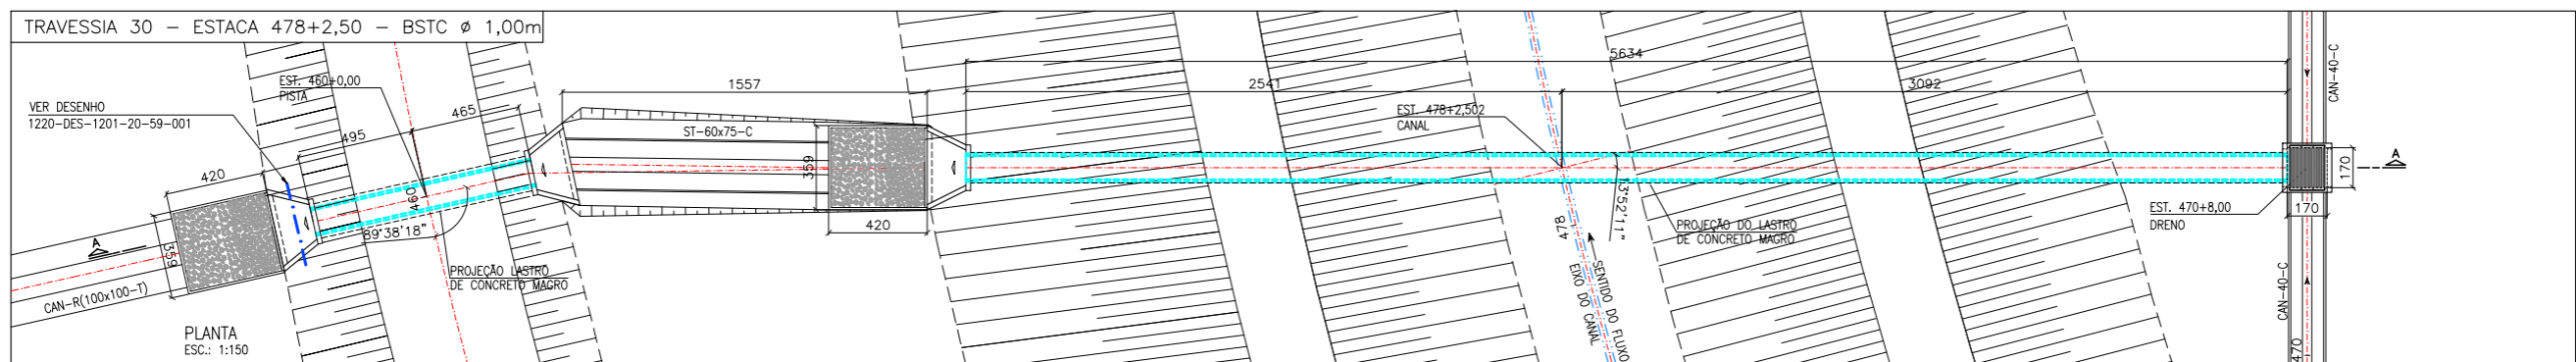 TRAVESSIA 30 - ESTACA 478+2,50 - BSTC ø 1,00m
VER DESENHO
1220-DES-1201-20-59-001
EST. 460+0,00
PISTA
495
465
420
359
A
CAN-R(100x100-T)
460
89°38'18"
PROJEÇÃO LASTRO
DE CONCRETO MAGRO
PLANTA
ESC.: 1:150
1557
ST-60x75-C
359
420
5634
2541
3092
EST. 478+2,502
CANAL
13°52'1"
478
SENTIDO DO FLUXO
EIXO DO CANAL
PROJEÇÃO DO LASTRO
DE CONCRETO MAGRO
CAN-40-C
170
A
170
EST. 470+8,00
DRENO
CAN-40-C
470